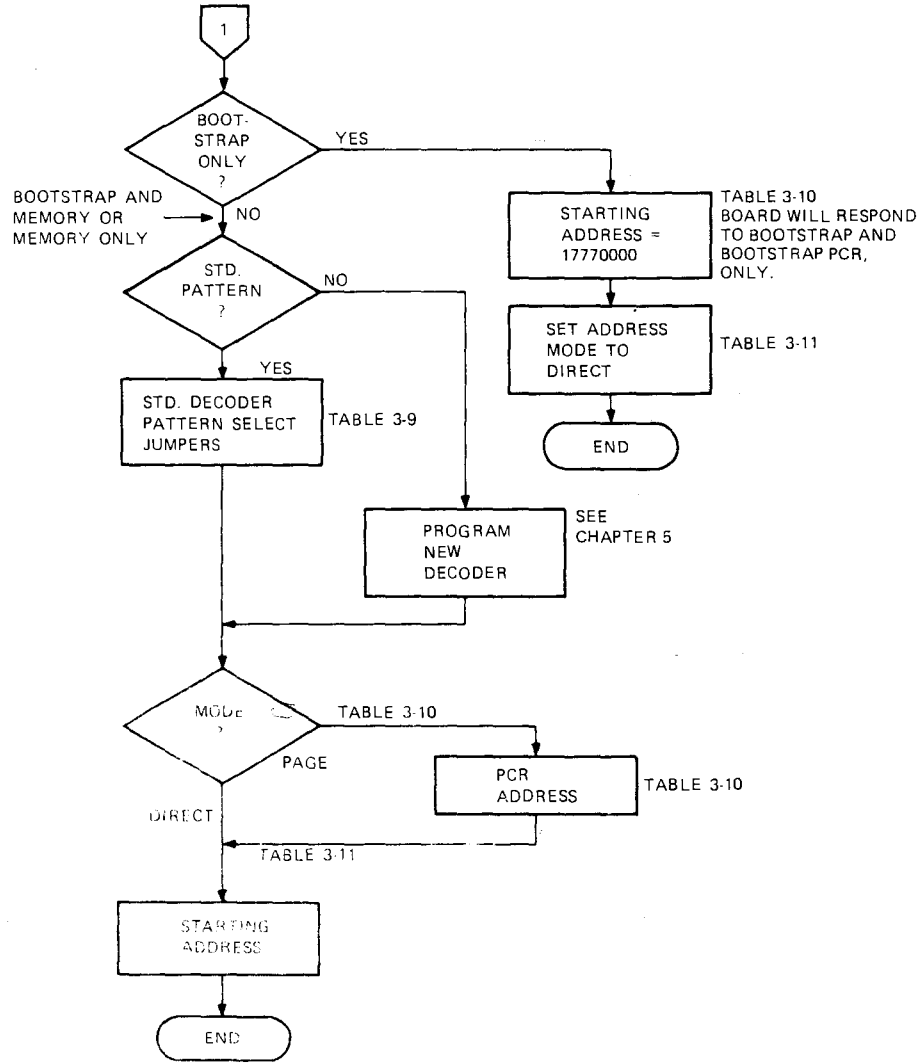 1
BOOT-
STRAP
ONLY
?
YES
BOOTSTRAP AND
MEMORY OR
MEMORY ONLY
NO
STARTING
ADDRESS =
17770000
TABLE 3-10
BOARD WILL RESPOND
TO BOOTSTRAP AND
BOOTSTRAP PCR,
ONLY.
STD.
PATTERN
?
NO
SET ADDRESS
MODE TO
DIRECT
TABLE 3-11
YES
STD. DECODER
PATTERN SELECT
JUMPERS
TABLE 3-9
END
PROGRAM
NEW
DECODER
SEE
CHAPTER 5
MODE
?
TABLE 3-10
PAGE
PCR
ADDRESS
TABLE 3-10
DIRECT
TABLE 3-11
STARTING
ADDRESS
END